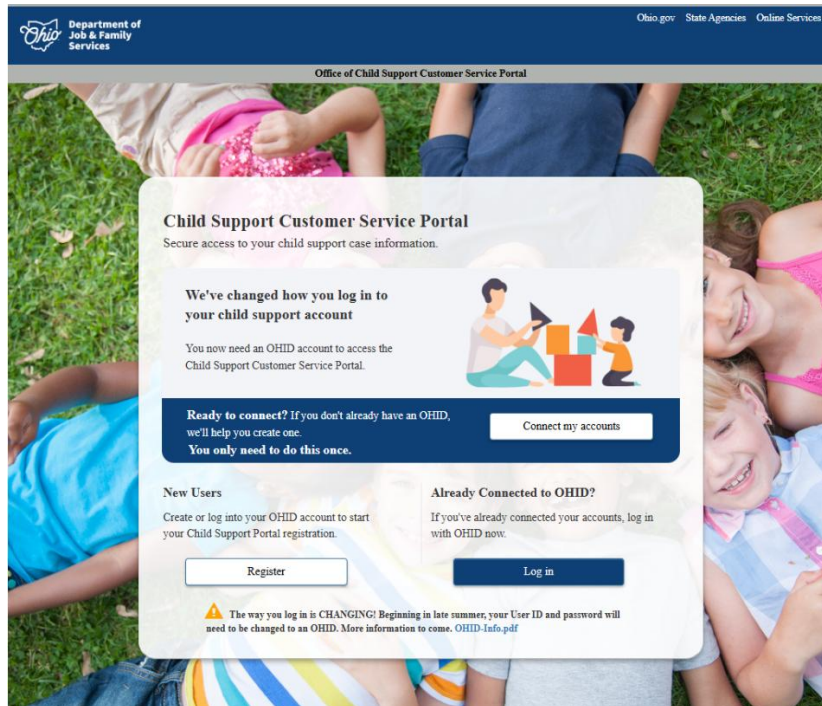 Ohio
Department of
Job & Family
Services
Ohio.gov State Agencies Online Services
Office of Child Support Customer Service Portal
Child Support Customer Service Portal
Secure access to your child support case information.
We've changed how you log in to
your child support account
You now need an OHID account to access the
Child Support Customer Service Portal.
Ready to connect? If you don't already have an OHID,
we'll help you create one.
You only need to do this once.
Connect my accounts
New Users
Create or log into your OHID account to start
your Child Support Portal registration.
Register
Already Connected to OHID?
If you've already connected your accounts, log in
with OHID now.
Log in
The way you log in is CHANGING! Beginning in late summer, your User ID and password will
need to be changed to an OHID. More information to come. OHID-Info.pdf